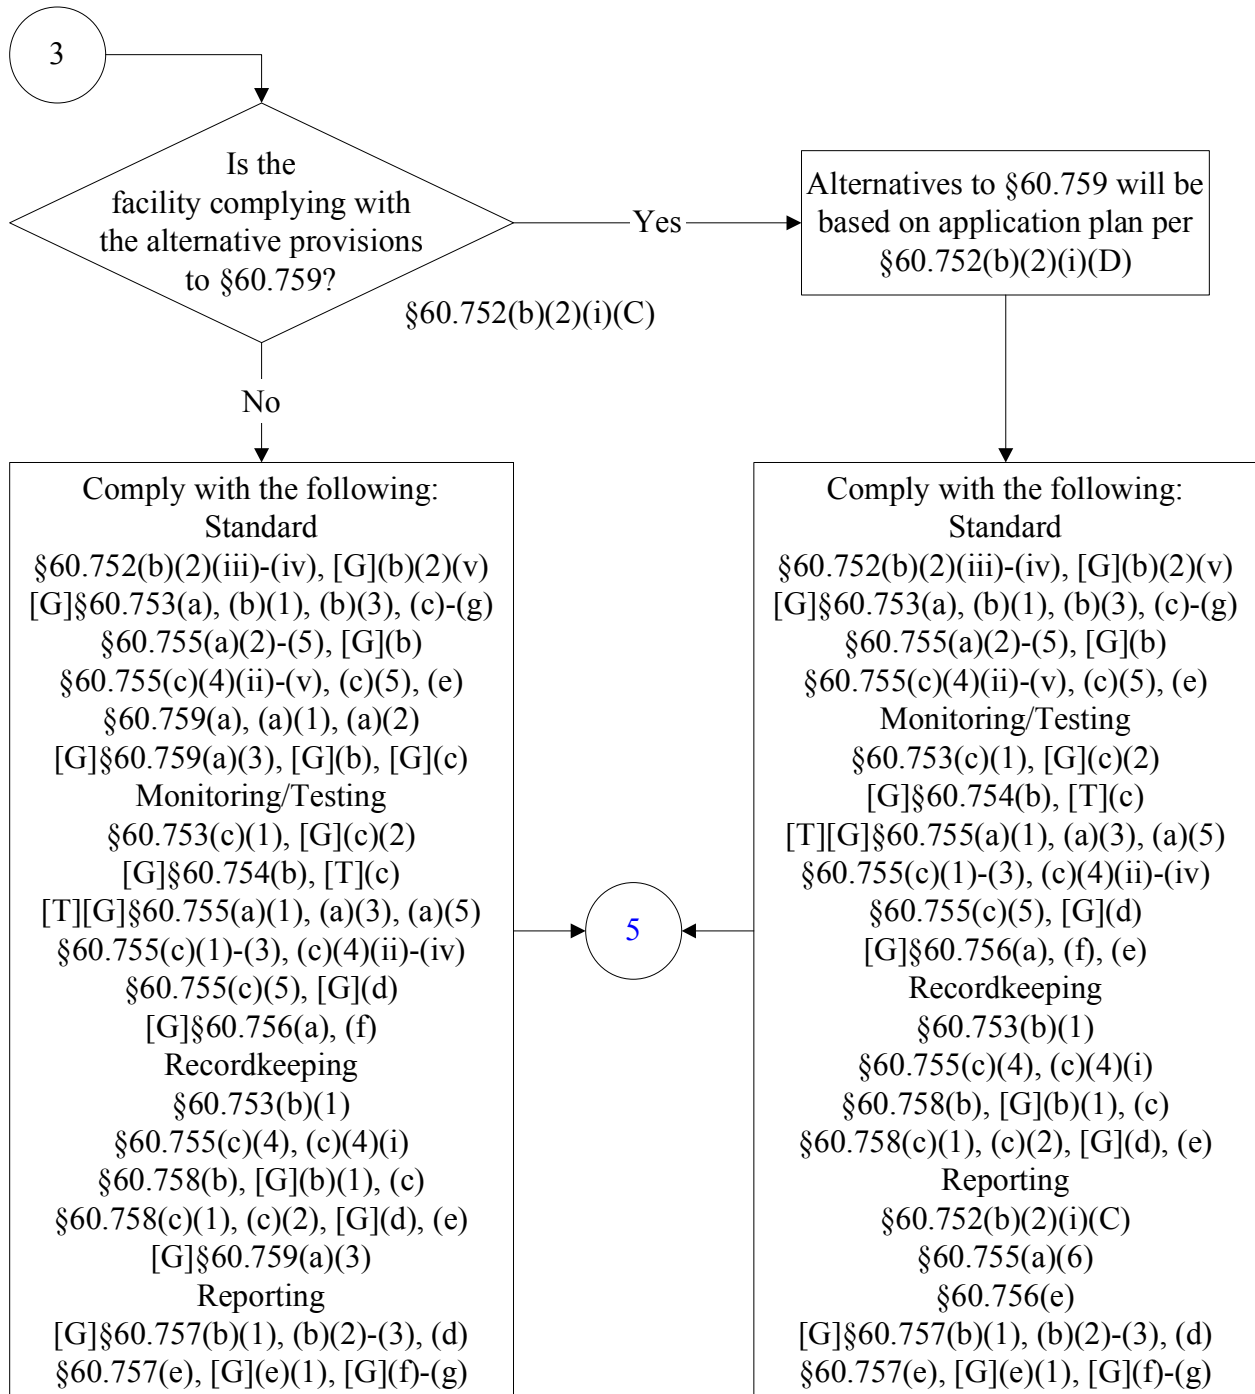 3
Is the
facility complying with
the alternative provisions
to §60.759?
Yes
Alternatives to §60.759 will be
based on application plan per
§60.752(b)(2)(i)(D)
§60.752(b)(2)(i)(C)
No
Comply with the following:
Standard
§60.752(b)(2)(iii)-(iv), [G](b)(2)(v)
[G]§60.753(a), (b)(1), (b)(3), (c)-(g)
§60.755(a)(2)-(5), [G](b)
§60.755(c)(4)(ii)-(v), (c)(5), (e)
§60.759(a), (a)(1), (a)(2)
[G]§60.759(a)(3), [G](b), [G](c)
Monitoring/Testing
§60.753(c)(1), [G](c)(2)
[G]§60.754(b), [T](c)
[T][G]§60.755(a)(1), (a)(3), (a)(5)
§60.755(c)(1)-(3), (c)(4)(ii)-(iv)
§60.755(c)(5), [G](d)
[G]§60.756(a), (f)
Recordkeeping
§60.753(b)(1)
§60.755(c)(4), (c)(4)(i)
§60.758(b), [G](b)(1), (c)
§60.758(c)(1), (c)(2), [G](d), (e)
[G]§60.759(a)(3)
Reporting
[G]§60.757(b)(1), (b)(2)-(3), (d)
§60.757(e), [G](e)(1), [G](f)-(g)
5
Comply with the following:
Standard
§60.752(b)(2)(iii)-(iv), [G](b)(2)(v)
[G]§60.753(a), (b)(1), (b)(3), (c)-(g)
§60.755(a)(2)-(5), [G](b)
§60.755(c)(4)(ii)-(v), (c)(5), (e)
Monitoring/Testing
§60.753(c)(1), [G](c)(2)
[G]§60.754(b), [T](c)
[T][G]§60.755(a)(1), (a)(3), (a)(5)
§60.755(c)(1)-(3), (c)(4)(ii)-(iv)
§60.755(c)(5), [G](d)
[G]§60.756(a), (f), (e)
Recordkeeping
§60.753(b)(1)
§60.755(c)(4), (c)(4)(i)
§60.758(b), [G](b)(1), (c)
§60.758(c)(1), (c)(2), [G](d), (e)
Reporting
§60.752(b)(2)(i)(C)
§60.755(a)(6)
§60.756(e)
[G]§60.757(b)(1), (b)(2)-(3), (d)
§60.757(e), [G](e)(1), [G](f)-(g)